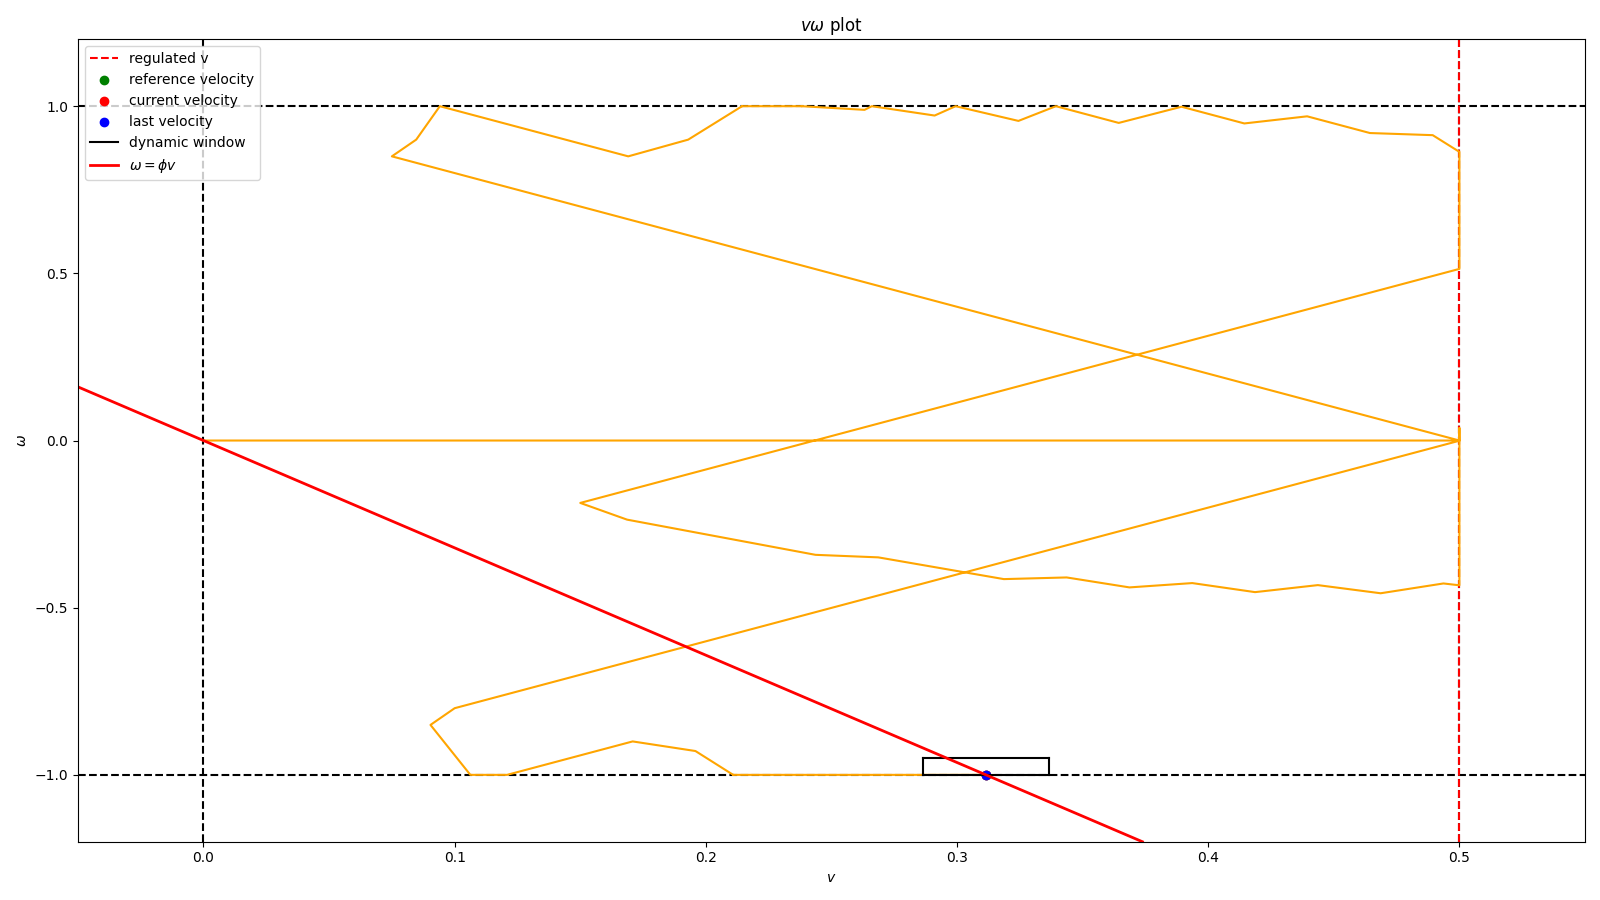 vω plot
regulated v
reference velocity
current velocity
last velocity
dynamic window
ω = ϕv
1.0
0.5
0.0
−0.5
−1.0
ω
0.0 0.1 0.2 0.3 0.4 0.5
v